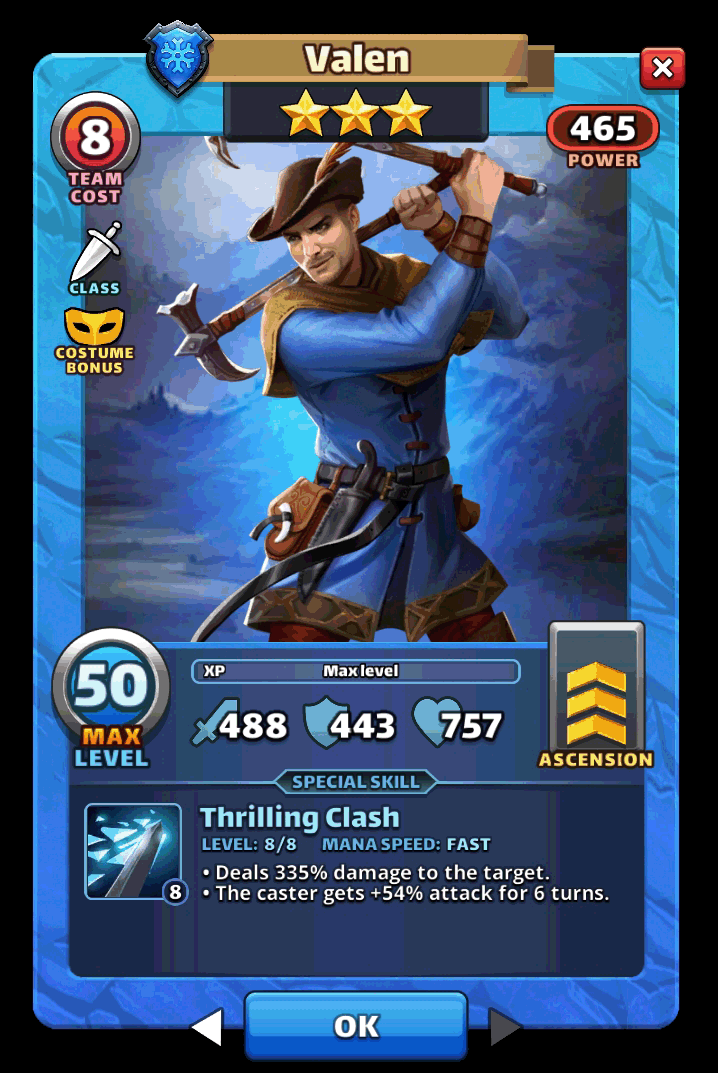 Valen
8
TEAM
COST
465
POWER
CLASS
COSTUME
BONUS
50
MAX
LEVEL
XP Max level
488 443 757
ASCENSION
SPECIAL SKILL
Thrilling Clash
LEVEL: 8/8 MANA SPEED: FAST
8
• Deals 335% damage to the target.
• The caster gets +54% attack for 6 turns.
OK